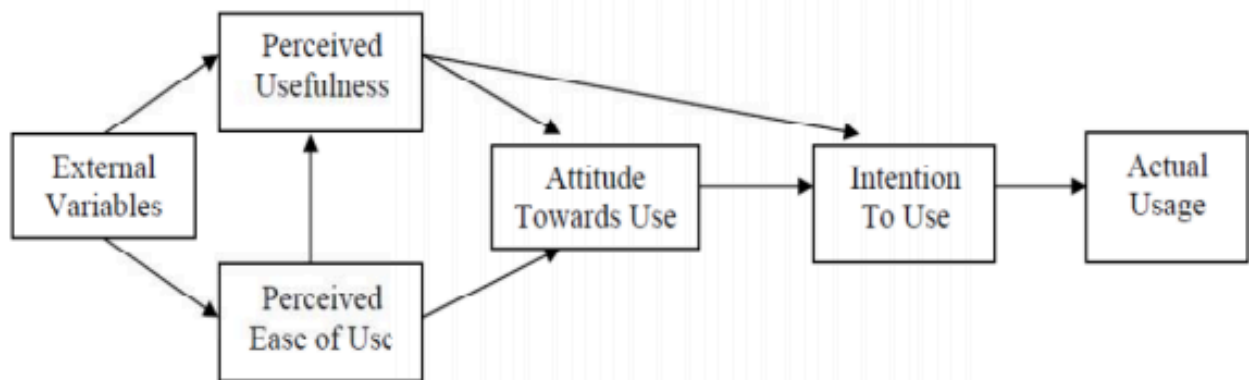 Perceived
Usefulness
External
Variables
Attitude
Towards Use
Intention
To Use
Actual
Usage
Perceived
Ease of Use